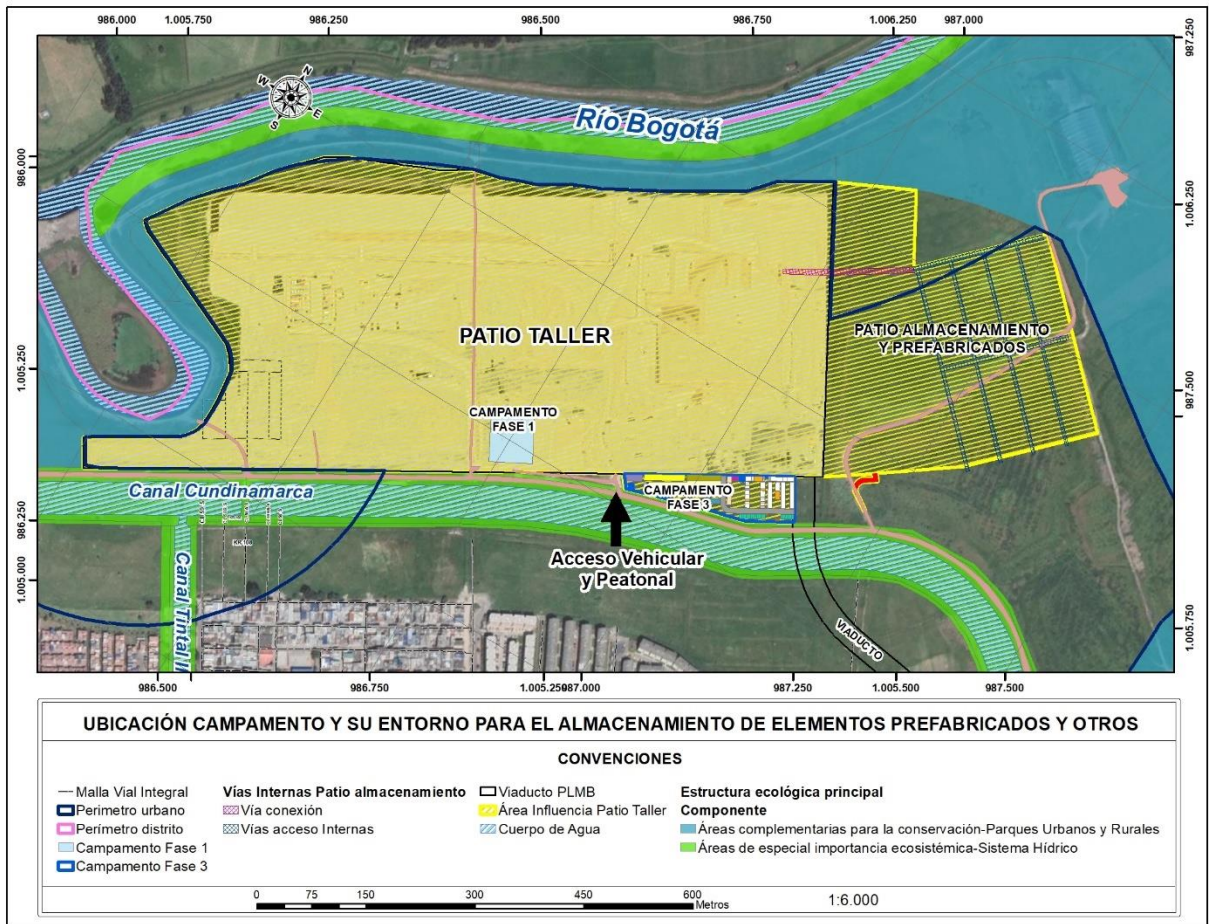 986.000
1.005.750
986.250
986.500
986.750
1.006.250
987.000
987.250
986.000
1.005.250
986.250
1.005.000
1.006.250
987.500
1.005.750
N
W
E
S
Río Bogotá
PATIO TALLER
PATIO ALMACENAMIENTO
Y PREFABRICADOS
CAMPAMENTO
FASE 1
CAMPAMENTO
FASE 3
Canal Cundinamarca
Canal Tintal II
Acceso Vehicular
y Peatonal
VIADUCTO
986.500
986.750
1.005.250
987.000
987.250
1.005.500
987.500
UBICACIÓN CAMPAMENTO Y SU ENTORNO PARA EL ALMACENAMIENTO DE ELEMENTOS PREFABRICADOS Y OTROS
CONVENCIONES
Malla Vial Integral
Perimetro urbano
Perímetro distrito
Campamento Fase 1
Campamento Fase 3
Vías Internas Patio almacenamiento
Vía conexión
Vías acceso Internas
Viaducto PLMB
Área Influencia Patio Taller
Cuerpo de Agua
Estructura ecológica principal
Componente
Áreas complementarias para la conservación-Parques Urbanos y Rurales
Áreas de especial importancia ecosistémica-Sistema Hídrico
0 75 150 300 450 600
Metros
1:6.000